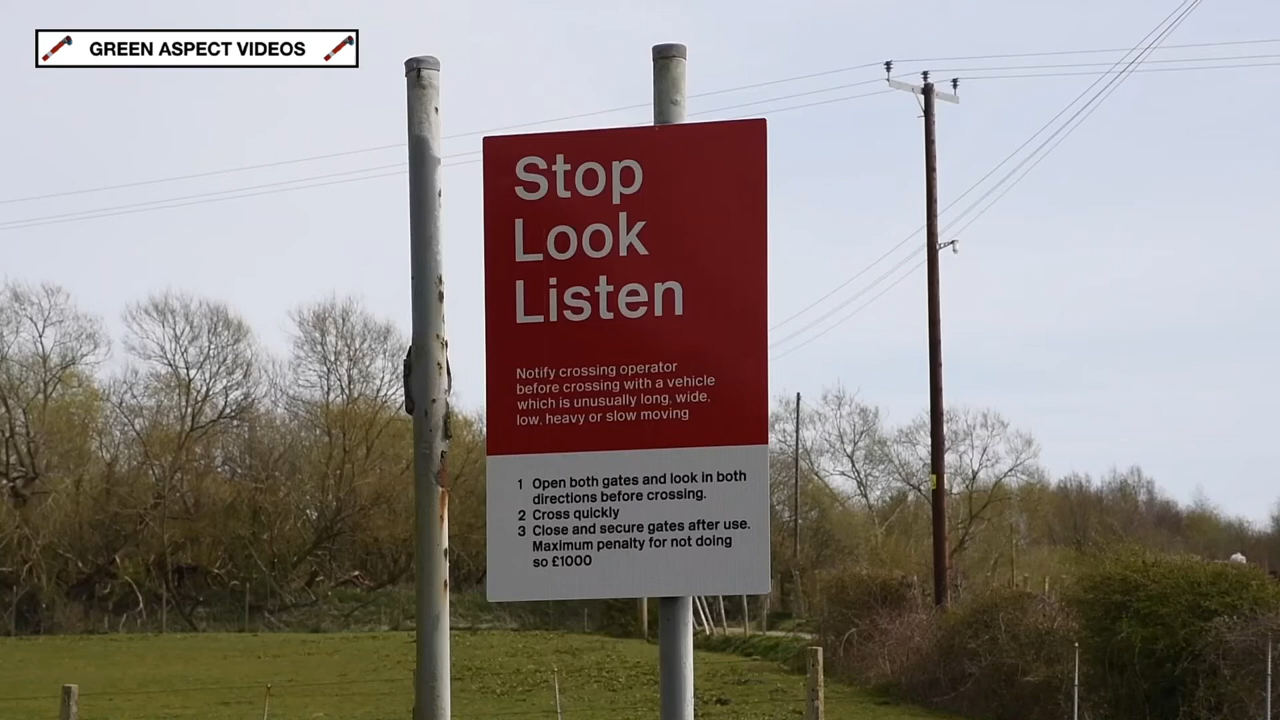 GREEN ASPECT VIDEOS
Stop
Look
Listen
Notify crossing operator
before crossing with a vehicle
which is unusually long, wide,
low, heavy or slow moving
1 Open both gates and look in both
directions before crossing.
2 Cross quickly
3 Close and secure gates after use.
Maximum penalty for not doing
so £1000